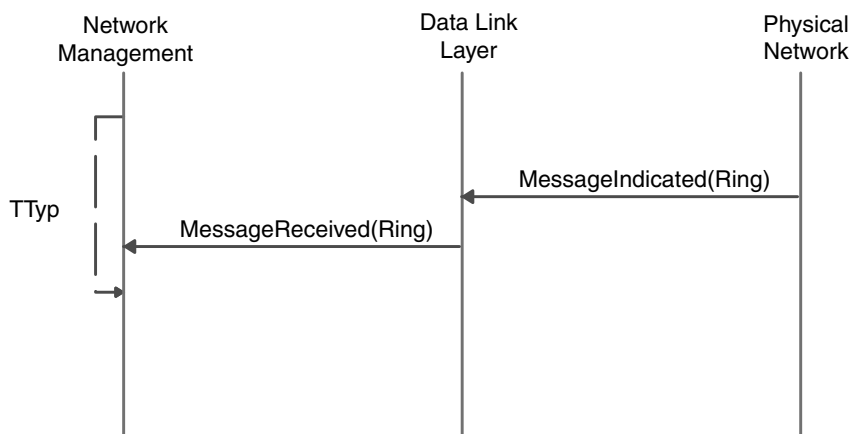 Network
Management
Data Link
Layer
Physical
Network
MessageIndicated(Ring)
TTyp
MessageReceived(Ring)